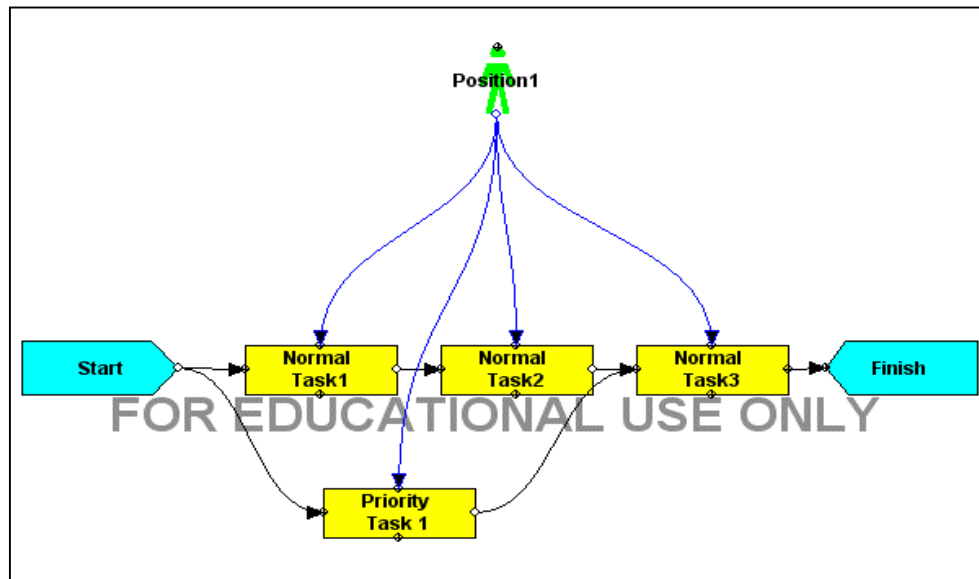 Position1
Start
Normal
Task1
Normal
Task2
Normal
Task3
Finish
FOR EDUCATIONAL USE ONLY
Priority
Task 1